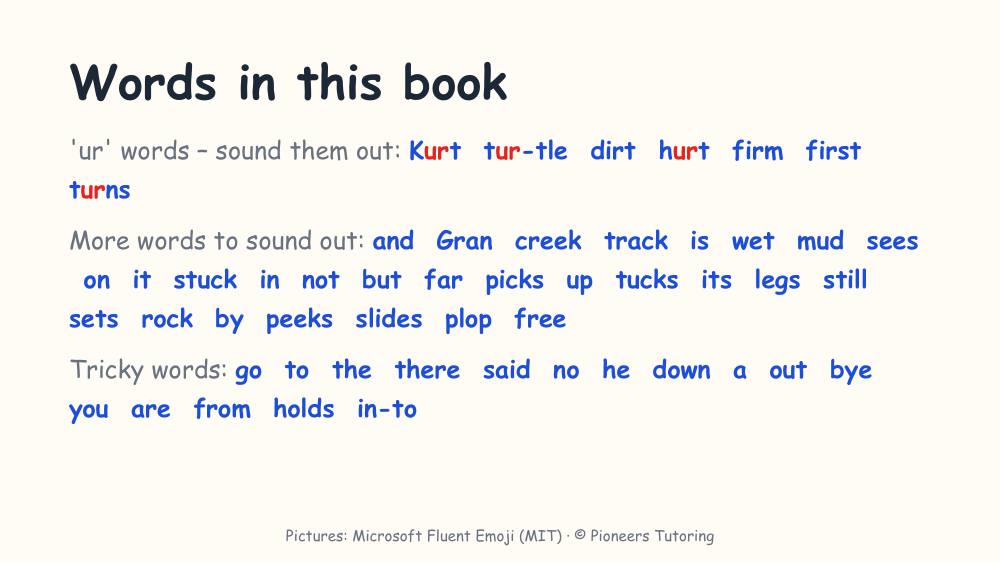 Words in this book
'ur' words – sound them out: Kurt tur-tle dirt hurt firm first
turns
More words to sound out: and Gran creek track is wet mud sees
on it stuck in not but far picks up tucks its legs still
sets rock by peeks slides plop free
Tricky words: go to the there said no he down a out bye
you are from holds in-to
Pictures: Microsoft Fluent Emoji (MIT) · © Pioneers Tutoring